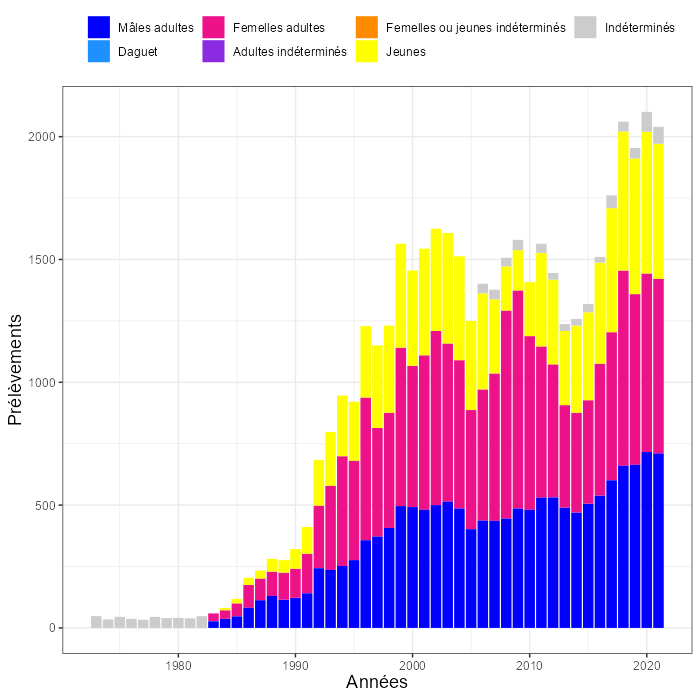 Mâles adultes Femelles adultes Femelles ou jeunes indéterminés Indéterminés
Daguet Adultes indéterminés Jeunes
2000
1500
1000
500
0
Prélèvements
1980 1990 2000 2010 2020
Années